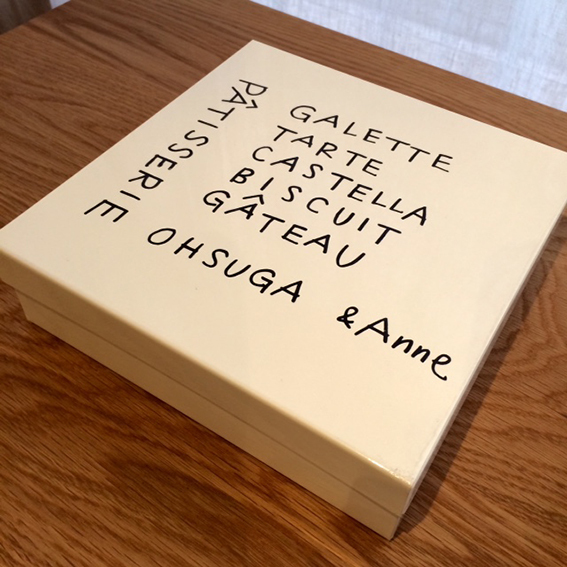 PÂTISSERIE
GALETTE
TARTE
CASTELLA
BISCUIT
GÂTEAU
OHSUGA &Anne